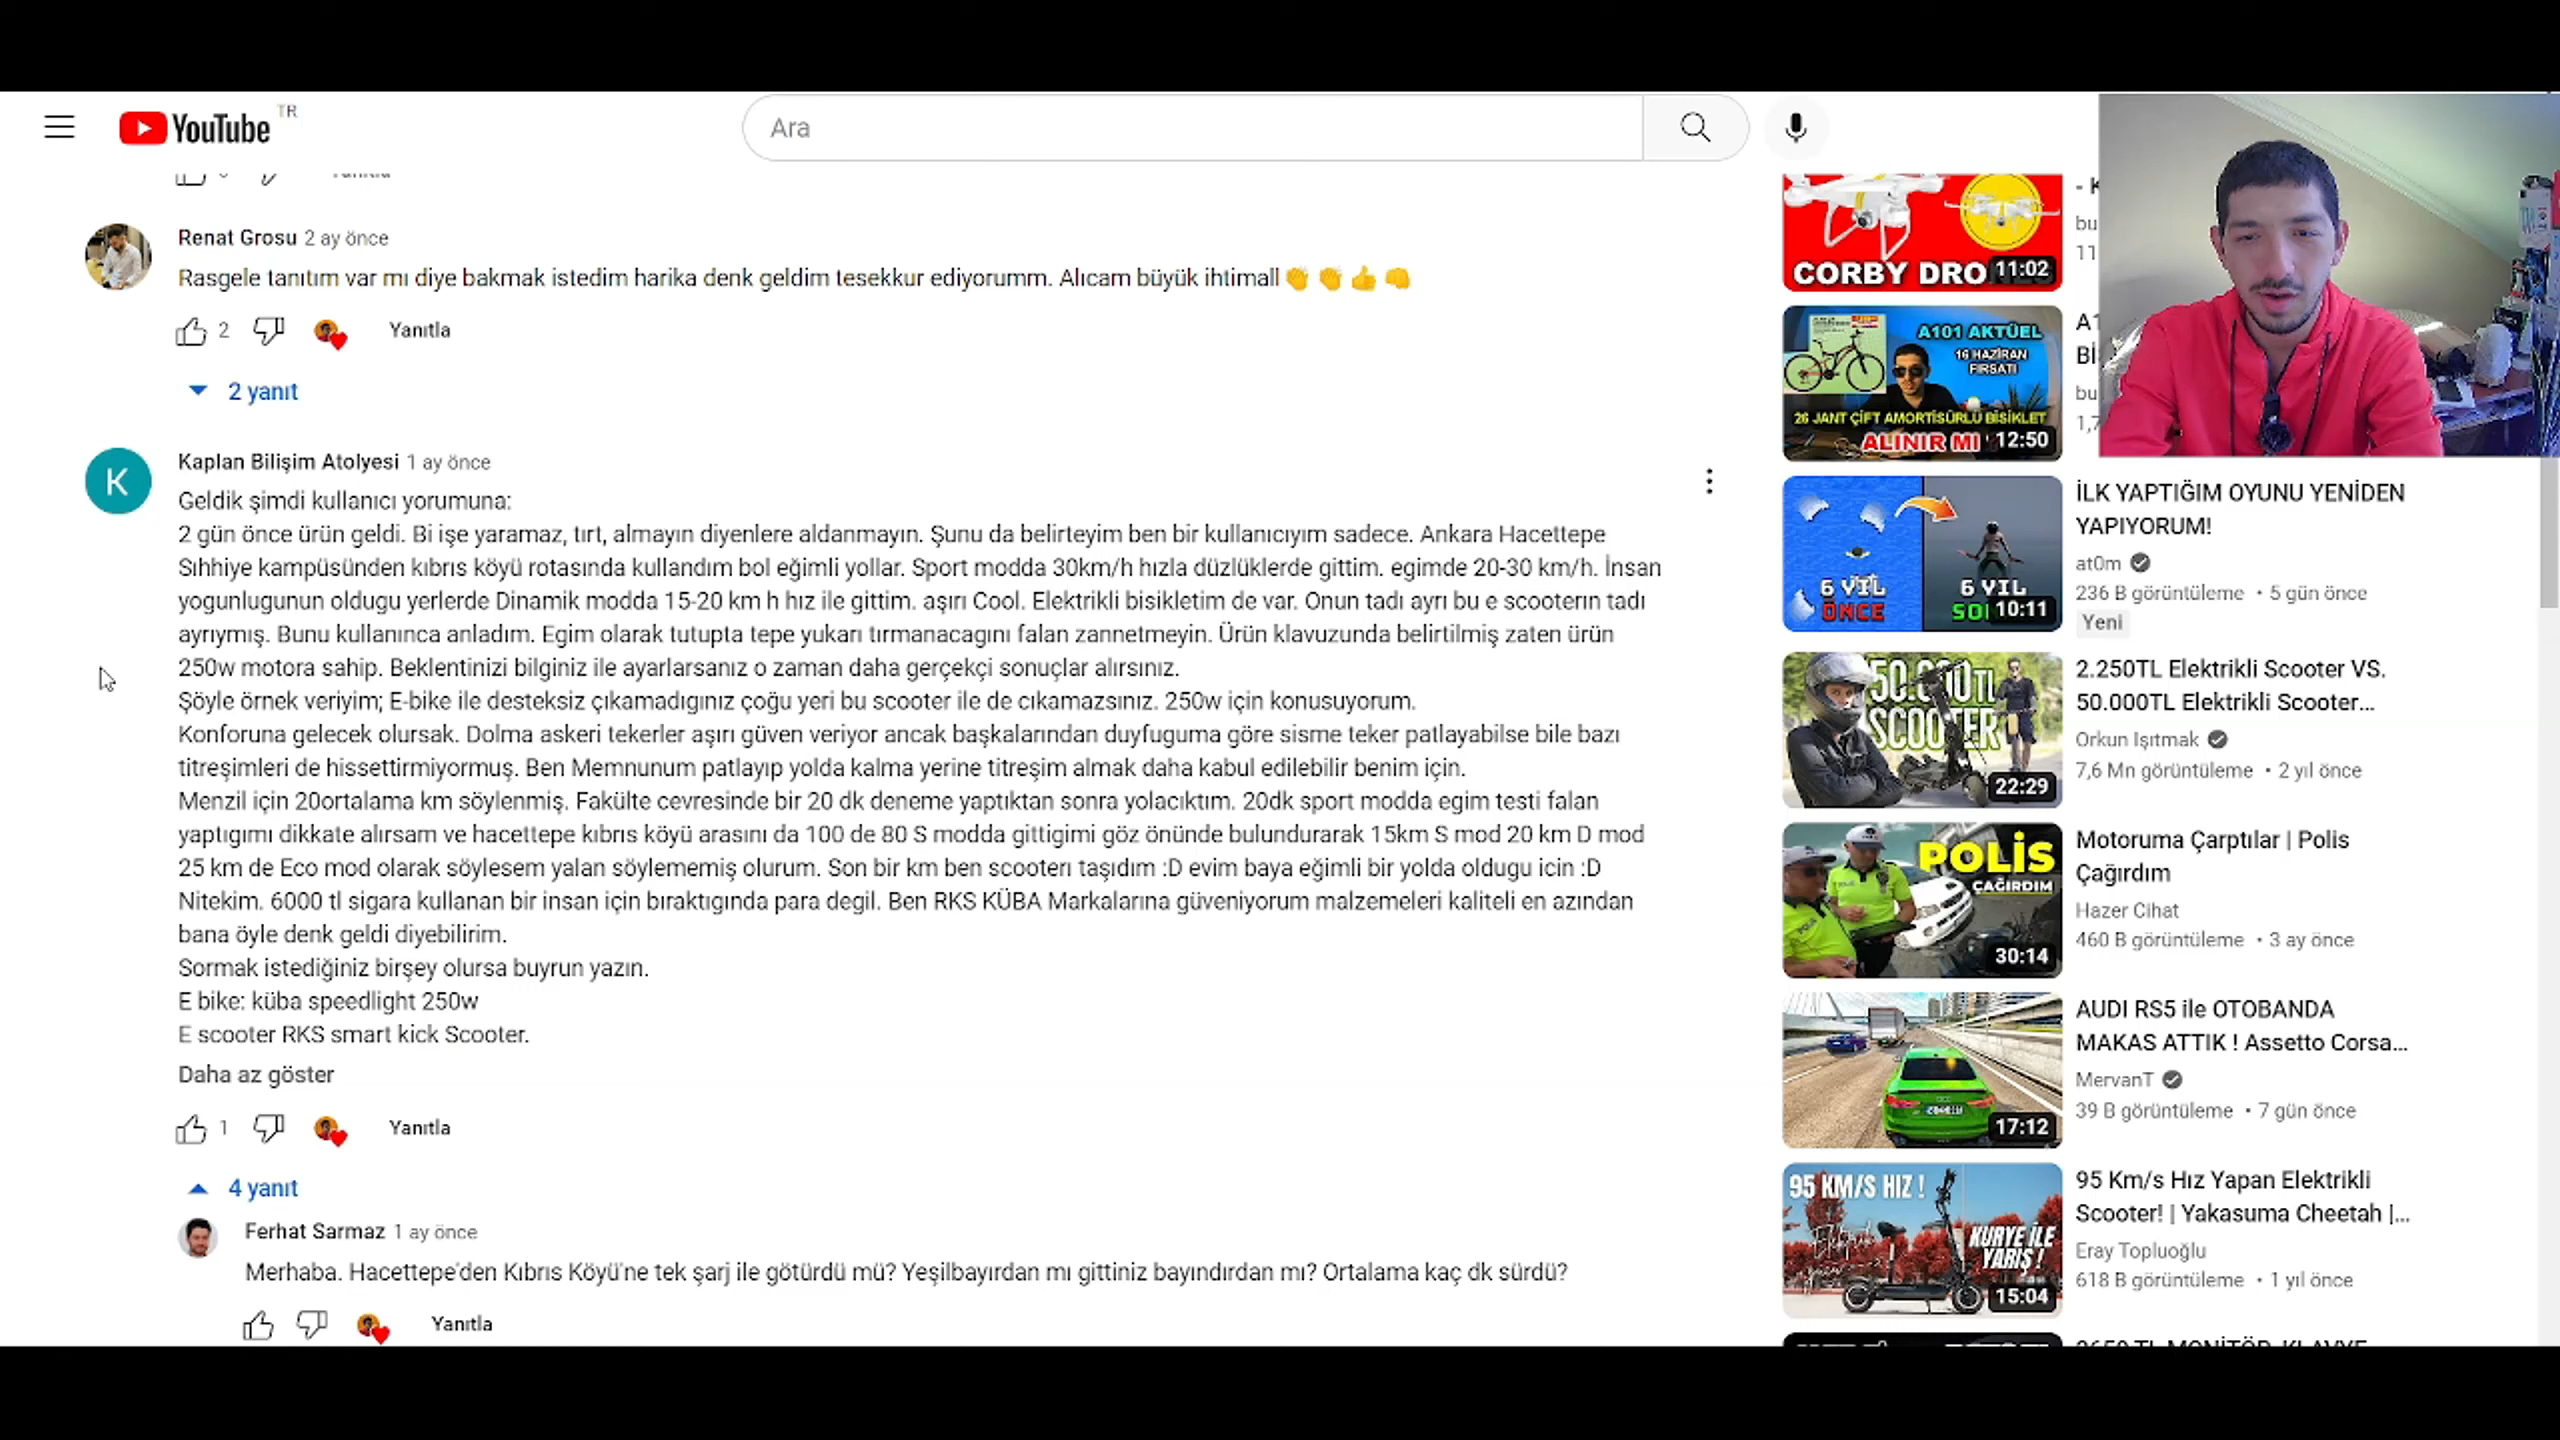 YouTube TR
Ara
Renat Grosu 2 ay önce
Rasgele tanıtım var mı diye bakmak istedim harika denk geldim tesekkur ediyorumm. Alıcam büyük ihtimall 👏 👏 👍 👊
2 Yanıtla
2 yanıt
K
Kaplan Bilişim Atolyesi 1 ay önce
Geldik şimdi kullanıcı yorumuna:
2 gün önce ürün geldi. Bi işe yaramaz, tırt, almayın diyenlere aldanmayın. Şunu da belirteyim ben bir kullanıcıyım sadece. Ankara Hacettepe
Sıhhiye kampüsünden kıbrıs köyü rotasında kullandım bol eğimli yollar. Sport modda 30km/h hızla düzlüklerde gittim. egimde 20-30 km/h. İnsan
yogunlugunun oldugu yerlerde Dinamik modda 15-20 km h hız ile gittim. aşırı Cool. Elektrikli bisikletim de var. Onun tadı ayrı bu e scooterın tadı
ayrıymış. Bunu kullanınca anladım. Egim olarak tutupta tepe yukarı tırmanacagını falan zannetmeyin. Ürün klavuzunda belirtilmiş zaten ürün
250w motora sahip. Beklentinizi bilginiz ile ayarlarsanız o zaman daha gerçekçi sonuçlar alırsınız.
Şöyle örnek veriyim; E-bike ile desteksiz çıkamadıgınız çoğu yeri bu scooter ile de cıkamazsınız. 250w için konusuyorum.
Konforuna gelecek olursak. Dolma askeri tekerler aşırı güven veriyor ancak başkalarından duyfuguma göre sisme teker patlayabilse bile bazı
titreşimleri de hissettirmiyormuş. Ben Memnunum patlayıp yolda kalma yerine titreşim almak daha kabul edilebilir benim için.
Menzil için 20ortalama km söylenmiş. Fakülte cevresinde bir 20 dk deneme yaptıktan sonra yolacıktım. 20dk sport modda egim testi falan
yaptıgımı dikkate alırsam ve hacettepe kıbrıs köyü arasını da 100 de 80 S modda gittigimi göz önünde bulundurarak 15km S mod 20 km D mod
25 km de Eco mod olarak söylesem yalan söylememiş olurum. Son bir km ben scooterı taşıdım :D evim baya eğimli bir yolda oldugu icin :D
Nitekim. 6000 tl sigara kullanan bir insan için bıraktıgında para degil. Ben RKS KÜBA Markalarına güveniyorum malzemeleri kaliteli en azından
bana öyle denk geldi diyebilirim.
Sormak istediğiniz birşey olursa buyrun yazın.
E bike: küba speedlight 250w
E scooter RKS smart kick Scooter.
Daha az göster
1 Yanıtla
4 yanıt
Ferhat Sarmaz 1 ay önce
Merhaba. Hacettepe'den Kıbrıs Köyü'ne tek şarj ile götürdü mü? Yeşilbayırdan mı gittiniz bayındırdan mı? Ortalama kaç dk sürdü?
Yanıtla
CORBY DRO 11:02
- K
bu
11
A101 AKTÜEL
16 HAZİRAN
FIRSATI
26 JANT ÇİFT AMORTİSÜRLÜ BİSİKLET
ALINIR MI 12:50
A1
Bİ
bu
1,7
6 YIL
ÖNCE
6 YIL
SO 10:11
İLK YAPTIĞIM OYUNU YENİDEN
YAPIYORUM!
at0m
236 B görüntüleme • 5 gün önce
Yeni
50.000TL
SCOOTER
22:29
2.250TL Elektrikli Scooter VS.
50.000TL Elektrikli Scooter...
Orkun Işıtmak
7,6 Mn görüntüleme • 2 yıl önce
POLİS
ÇAĞIRDIM
30:14
Motoruma Çarptılar | Polis
Çağırdım
Hazer Cihat
460 B görüntüleme • 3 ay önce
17:12
AUDI RS5 ile OTOBANDA
MAKAS ATTIK ! Assetto Corsa...
MervanT
39 B görüntüleme • 7 gün önce
95 KM/S HIZ !
KURYE İLE
YARIŞ !
15:04
95 Km/s Hız Yapan Elektrikli
Scooter! | Yakasuma Cheetah |...
Eray Topluoğlu
618 B görüntüleme • 1 yıl önce